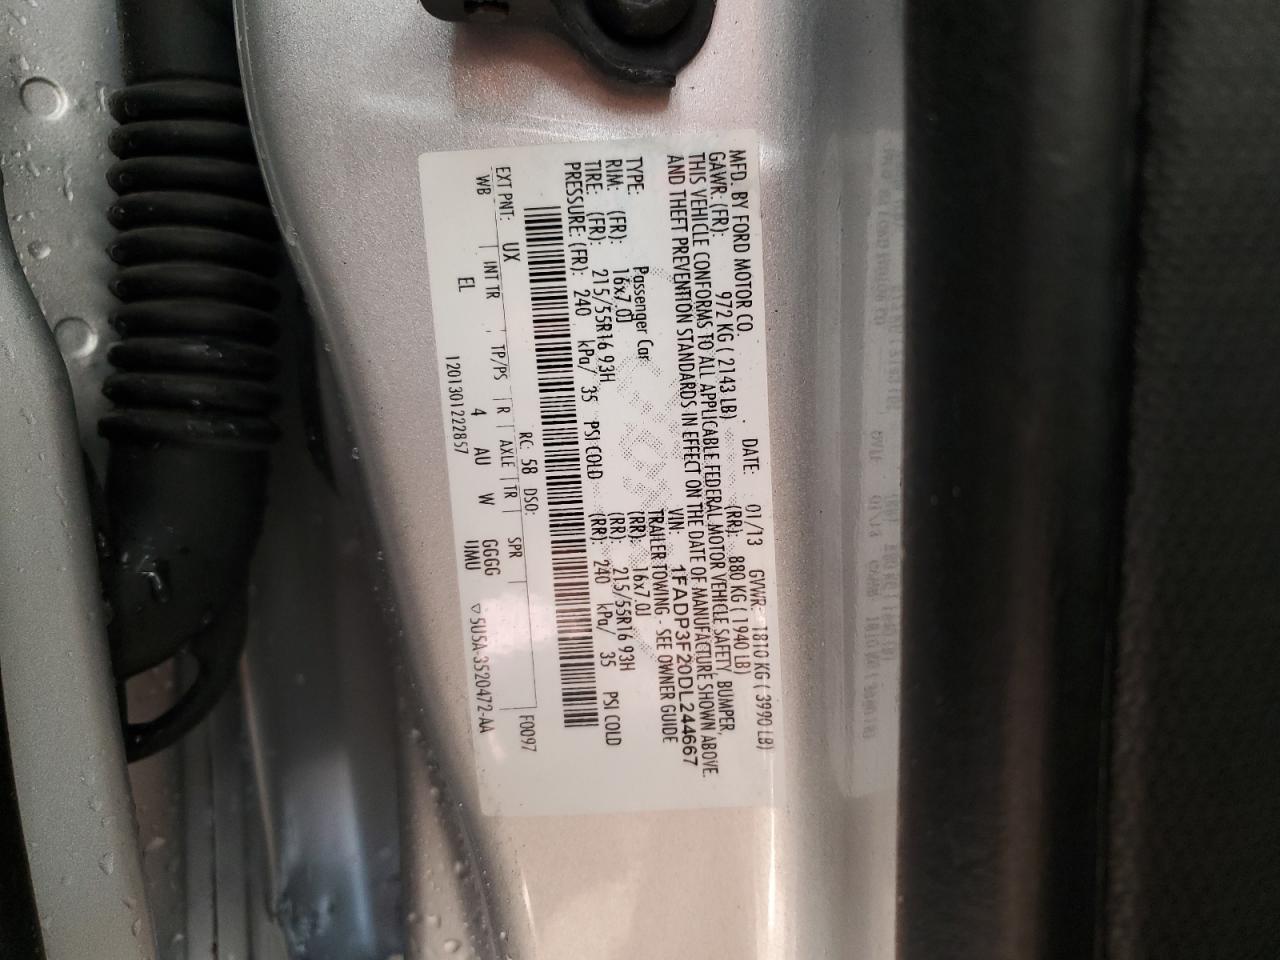 MFD. BY FORD MOTOR CO. DATE: 01/13 GVWR: 1810 KG ( 3990 LB)
GAWR: (FR): 972 KG ( 2143 LB) (RR): 880 KG ( 1940 LB)
THIS VEHICLE CONFORMS TO ALL APPLICABLE FEDERAL MOTOR VEHICLE SAFETY, BUMPER,
AND THEFT PREVENTION STANDARDS IN EFFECT ON THE DATE OF MANUFACTURE SHOWN ABOVE.
VIN: 1FADP3F20DL244667
TYPE: Passenger Car TRAILER TOWING - SEE OWNER GUIDE
RIM: (FR): 16x7.0J (RR): 16x7.0J
TIRE: (FR): 215/55R16 93H (RR): 215/55R16 93H
PRESSURE: (FR): 240 kPa/ 35 PSI COLD (RR): 240 kPa/ 35 PSI COLD
RC: 58 DSO: F0097
EXT PNT: UX INT TR TP/PS R AXLE TR SPR
WB EL 4 AU W GGGG
1201301222857 IJMU ▽5U5A-3520472-AA